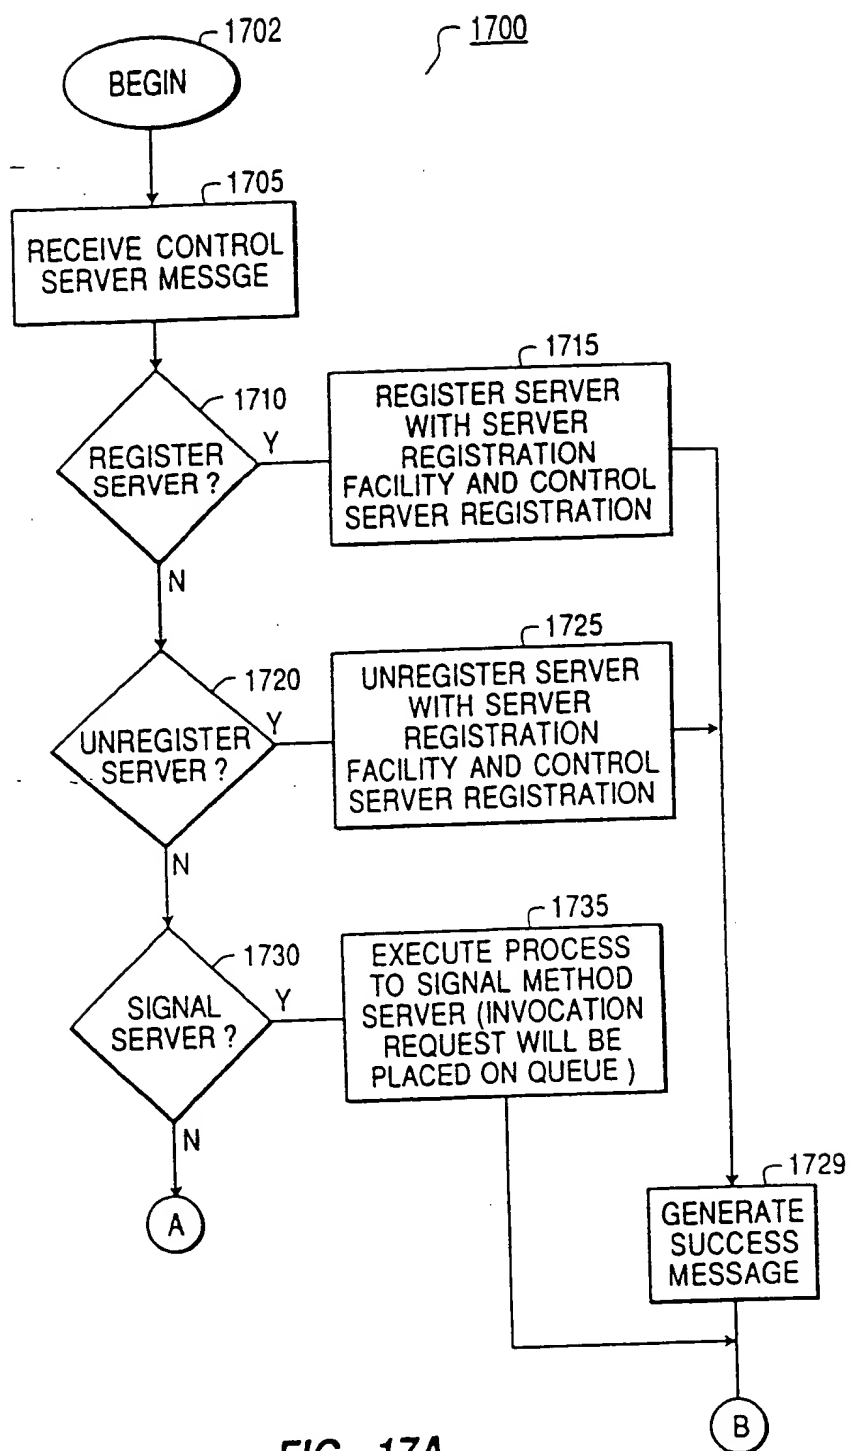 1700
1702
BEGIN
1705
RECEIVE CONTROL
SERVER MESSGE
1710
REGISTER
SERVER ?
Y
N
1715
REGISTER SERVER
WITH SERVER
REGISTRATION
FACILITY AND CONTROL
SERVER REGISTRATION
1720
UNREGISTER
SERVER ?
Y
N
1725
UNREGISTER SERVER
WITH SERVER
REGISTRATION
FACILITY AND CONTROL
SERVER REGISTRATION
1730
SIGNAL
SERVER ?
Y
N
1735
EXECUTE PROCESS
TO SIGNAL METHOD
SERVER (INVOCATION
REQUEST WILL BE
PLACED ON QUEUE )
A
1729
GENERATE
SUCCESS
MESSAGE
B
FIG. 17A